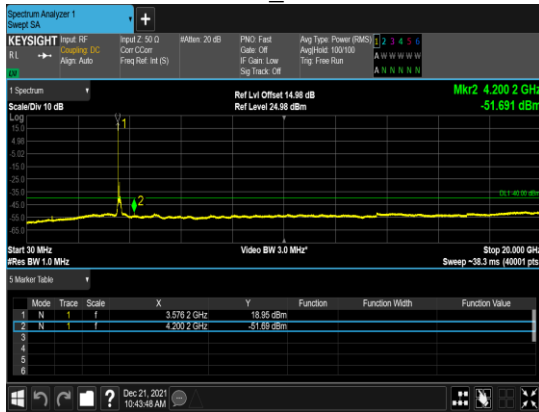 Spectrum Analyzer 1
Swept SA
+
KEYSIGHT Input: RF Input Z: 50 Ω #Atten: 20 dB PNO: Fast Avg Type: Power (RMS) 1 2 3 4 5 6
RL Coupling: DC Corr CCorr Gate: Off Avg|Hold: 100/100 A W W W W W
Align: Auto Freq Ref: Int (S) IF Gain: Low Trig: Free Run A N N N N N
Sig Track: Off
LV
1 Spectrum Ref Lvl Offset 14.98 dB Mkr2 4.200 2 GHz
Scale/Div 10 dB Ref Level 24.98 dBm -51.691 dBm
Log
15.0
4.98
-5.02
-15.0
-25.0
-35.0
-45.0
-55.0
-65.0
1
2
DL1 -40.00 dBm
Start 30 MHz Video BW 3.0 MHz* Stop 20.000 GHz
#Res BW 1.0 MHz Sweep ~38.3 ms (40001 pts)
5 Marker Table
Mode Trace Scale X Y Function Function Width Function Value
1 N 1 f 3.576 2 GHz 18.95 dBm
2 N 1 f 4.200 2 GHz -51.69 dBm
3
4
5
6
? Dec 21, 2021
10:43:48 AM